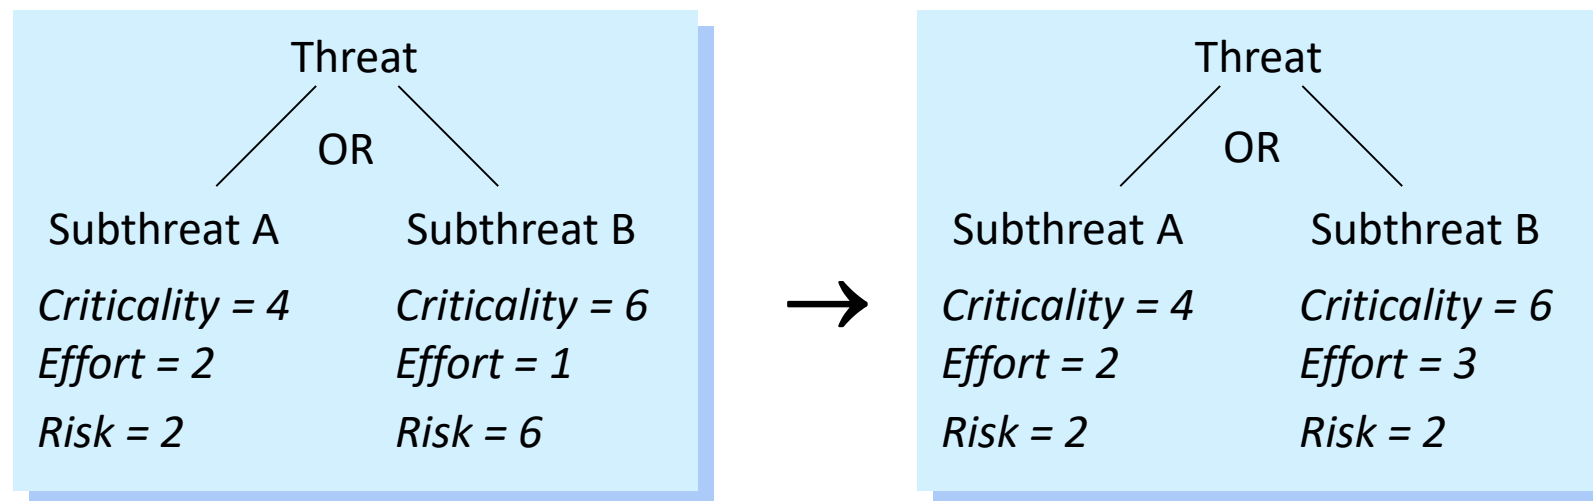 Threat
OR
Subthreat A
Subthreat B
Criticality = 4
Criticality = 6
Effort = 2
Effort = 1
Risk = 2
Risk = 6
→
Threat
OR
Subthreat A
Subthreat B
Criticality = 4
Criticality = 6
Effort = 2
Effort = 3
Risk = 2
Risk = 2